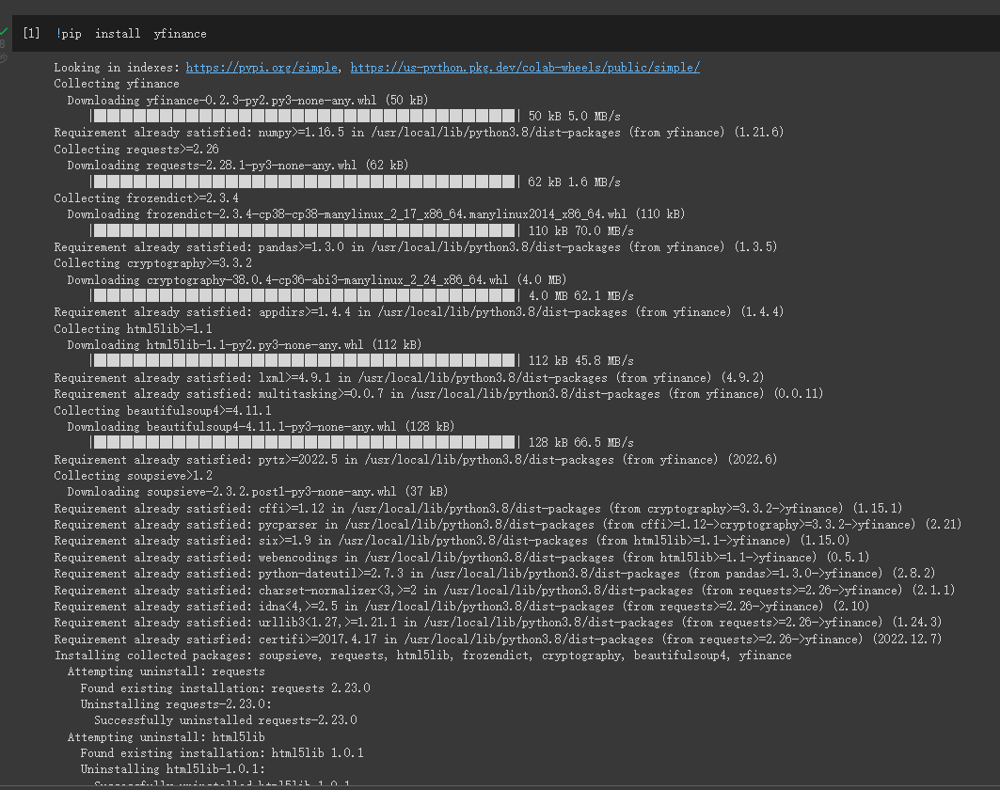 [1] !pip install yfinance
8
秒
Looking in indexes: https://pypi.org/simple, https://us-python.pkg.dev/colab-wheels/public/simple/
Collecting yfinance
Downloading yfinance-0.2.3-py2.py3-none-any.whl (50 kB)
50 kB 5.0 MB/s
Requirement already satisfied: numpy>=1.16.5 in /usr/local/lib/python3.8/dist-packages (from yfinance) (1.21.6)
Collecting requests>=2.26
Downloading requests-2.28.1-py3-none-any.whl (62 kB)
62 kB 1.6 MB/s
Collecting frozendict>=2.3.4
Downloading frozendict-2.3.4-cp38-cp38-manylinux_2_17_x86_64.manylinux2014_x86_64.whl (110 kB)
110 kB 70.0 MB/s
Requirement already satisfied: pandas>=1.3.0 in /usr/local/lib/python3.8/dist-packages (from yfinance) (1.3.5)
Collecting cryptography>=3.3.2
Downloading cryptography-38.0.4-cp36-abi3-manylinux_2_24_x86_64.whl (4.0 MB)
4.0 MB 62.1 MB/s
Requirement already satisfied: appdirs>=1.4.4 in /usr/local/lib/python3.8/dist-packages (from yfinance) (1.4.4)
Collecting html5lib>=1.1
Downloading html5lib-1.1-py2.py3-none-any.whl (112 kB)
112 kB 45.8 MB/s
Requirement already satisfied: lxml>=4.9.1 in /usr/local/lib/python3.8/dist-packages (from yfinance) (4.9.2)
Requirement already satisfied: multitasking>=0.0.7 in /usr/local/lib/python3.8/dist-packages (from yfinance) (0.0.11)
Collecting beautifulsoup4>=4.11.1
Downloading beautifulsoup4-4.11.1-py3-none-any.whl (128 kB)
128 kB 66.5 MB/s
Requirement already satisfied: pytz>=2022.5 in /usr/local/lib/python3.8/dist-packages (from yfinance) (2022.6)
Collecting soupsieve>1.2
Downloading soupsieve-2.3.2.post1-py3-none-any.whl (37 kB)
Requirement already satisfied: cffi>=1.12 in /usr/local/lib/python3.8/dist-packages (from cryptography>=3.3.2->yfinance) (1.15.1)
Requirement already satisfied: pycparser in /usr/local/lib/python3.8/dist-packages (from cffi>=1.12->cryptography>=3.3.2->yfinance) (2.21)
Requirement already satisfied: six>=1.9 in /usr/local/lib/python3.8/dist-packages (from html5lib>=1.1->yfinance) (1.15.0)
Requirement already satisfied: webencodings in /usr/local/lib/python3.8/dist-packages (from html5lib>=1.1->yfinance) (0.5.1)
Requirement already satisfied: python-dateutil>=2.7.3 in /usr/local/lib/python3.8/dist-packages (from pandas>=1.3.0->yfinance) (2.8.2)
Requirement already satisfied: charset-normalizer<3,>=2 in /usr/local/lib/python3.8/dist-packages (from requests>=2.26->yfinance) (2.1.1)
Requirement already satisfied: idna<4,>=2.5 in /usr/local/lib/python3.8/dist-packages (from requests>=2.26->yfinance) (2.10)
Requirement already satisfied: urllib3<1.27,>=1.21.1 in /usr/local/lib/python3.8/dist-packages (from requests>=2.26->yfinance) (1.24.3)
Requirement already satisfied: certifi>=2017.4.17 in /usr/local/lib/python3.8/dist-packages (from requests>=2.26->yfinance) (2022.12.7)
Installing collected packages: soupsieve, requests, html5lib, frozendict, cryptography, beautifulsoup4, yfinance
Attempting uninstall: requests
Found existing installation: requests 2.23.0
Uninstalling requests-2.23.0:
Successfully uninstalled requests-2.23.0
Attempting uninstall: html5lib
Found existing installation: html5lib 1.0.1
Uninstalling html5lib-1.0.1:
Successfully uninstalled html5lib-1.0.1